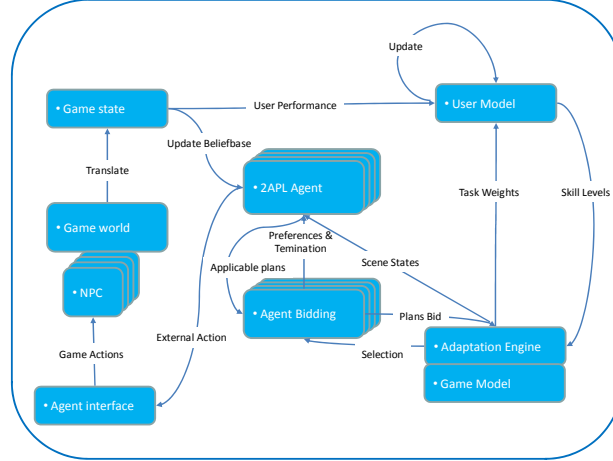 Update
• Game state
User Performance
• User Model
Update Beliefbase
Translate
• 2APL Agent
Task Weights
Skill Levels
• Game world
Preferences &
Temination
Applicable plans
Scene States
• NPC
• Agent Bidding
Plans Bid
External Action
Game Actions
Selection
• Adaptation Engine
• Game Model
• Agent interface